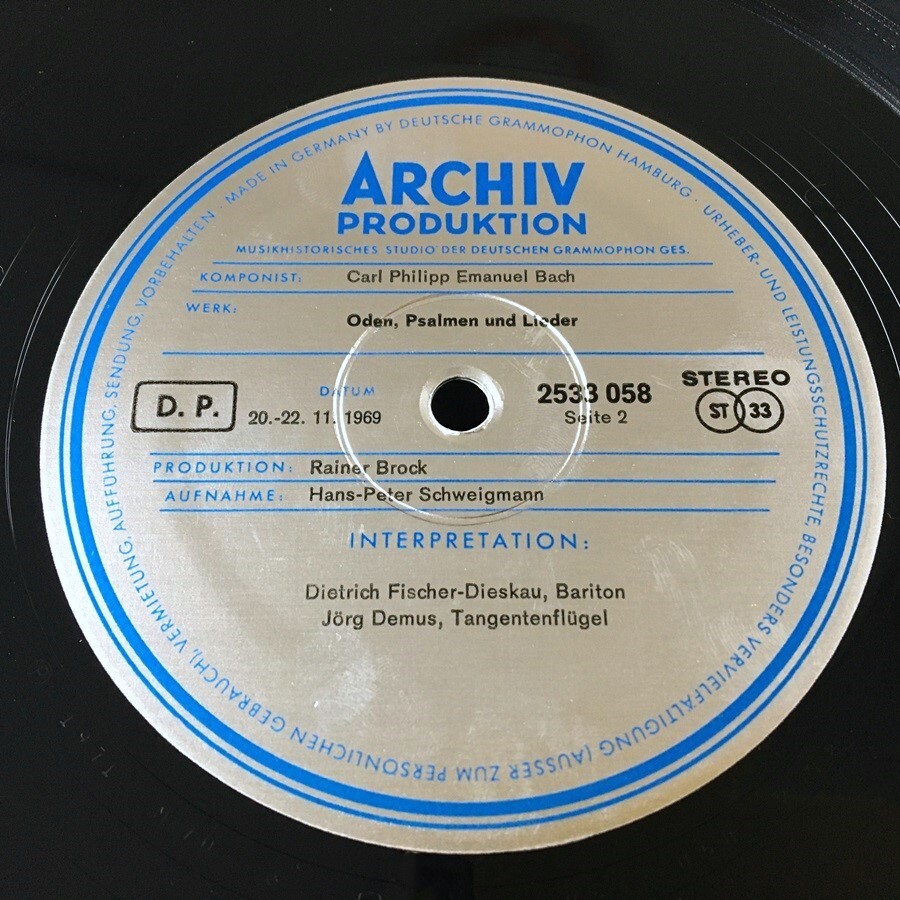 · MADE IN GERMANY BY DEUTSCHE GRAMMOPHON HAMBURG · URHEBER- UND LEISTUNGSSCHUTZRECHTE, BESONDERS VERVIELFÄLTIGUNG (AUSSER ZUM PERSÖNLICHEN GEBRAUCH), VERMIETUNG, AUFFÜHRUNG, SENDUNG, VORBEHALTEN
ARCHIV
PRODUKTION
MUSIKHISTORISCHES STUDIO DER DEUTSCHEN GRAMMOPHON GES.
KOMPONIST: Carl Philipp Emanuel Bach
WERK: Oden, Psalmen und Lieder
D. P.
DATUM
20.-22. 11. 1969
2533 058
Seite 2
STEREO
ST 33
PRODUKTION: Rainer Brock
AUFNAHME: Hans-Peter Schweigmann
INTERPRETATION:
Dietrich Fischer-Dieskau, Bariton
Jörg Demus, Tangentenflügel